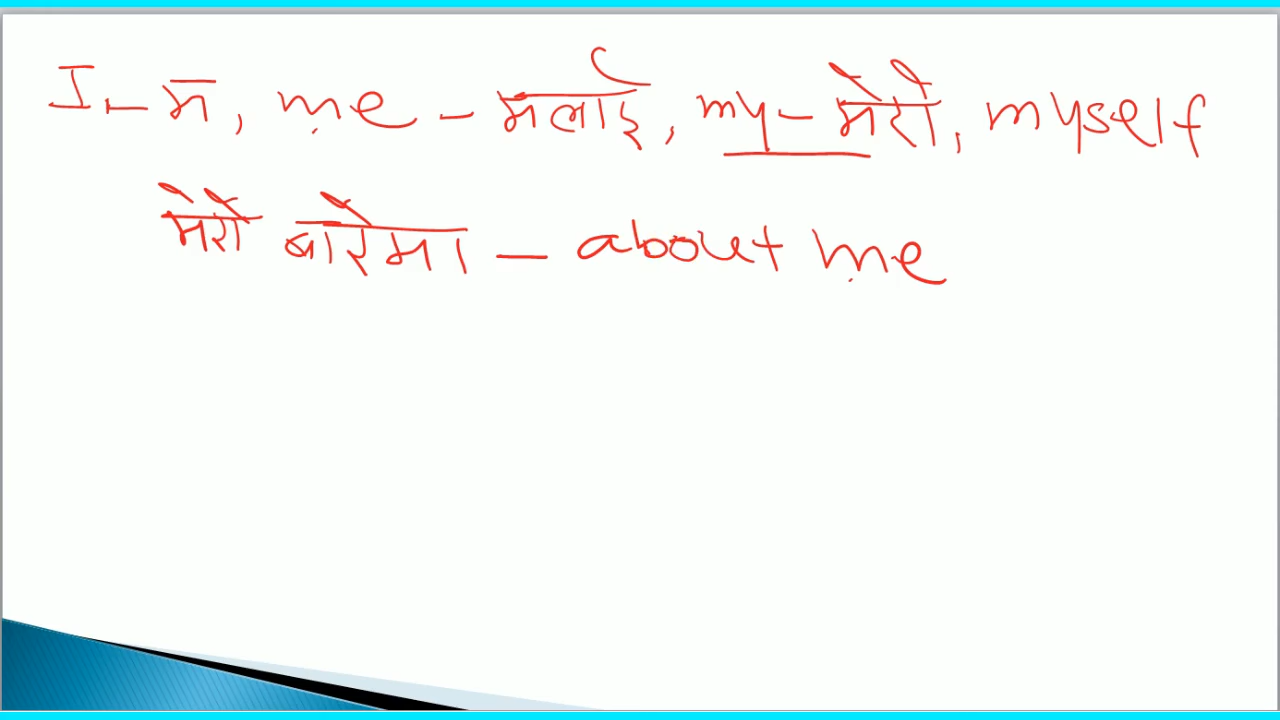 I - म, me - मलाई, my - मेरो, myself
मेरो बारेमा - about me